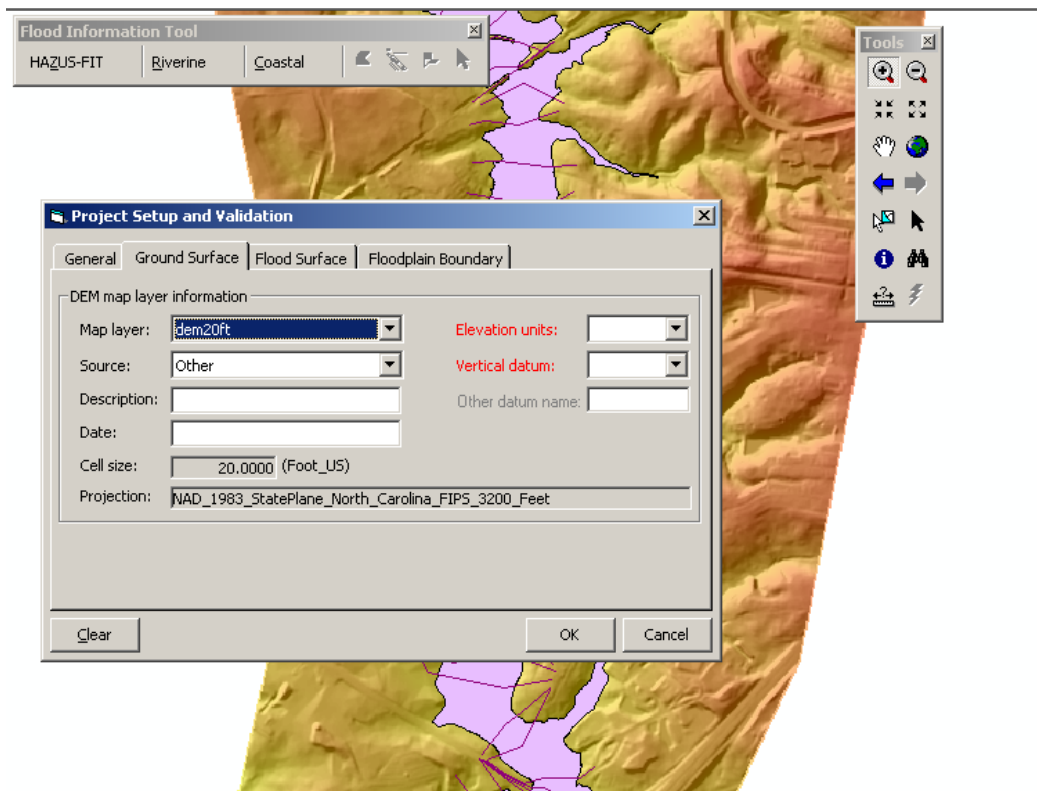 Flood Information Tool
HAZUS-FIT Riverine Coastal
Tools
Project Setup and Validation
General Ground Surface Flood Surface Floodplain Boundary
DEM map layer information
Map layer: dem20ft Elevation units:
Source: Other Vertical datum:
Description: Other datum name:
Date:
Cell size: 20.0000 (Foot_US)
Projection: NAD_1983_StatePlane_North_Carolina_FIPS_3200_Feet
Clear OK Cancel